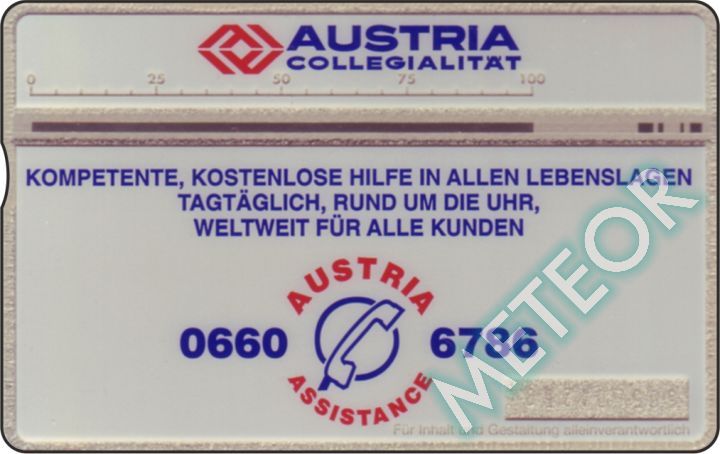 AUSTRIA
COLLEGIALITÄT
0 25 50 75 100
KOMPETENTE, KOSTENLOSE HILFE IN ALLEN LEBENSLAGEN
TAGTÄGLICH, RUND UM DIE UHR,
WELTWEIT FÜR ALLE KUNDEN
AUSTRIA
0660 6786
ASSISTANCE
METEOR
Für Inhalt und Gestaltung alleinverantwortlich